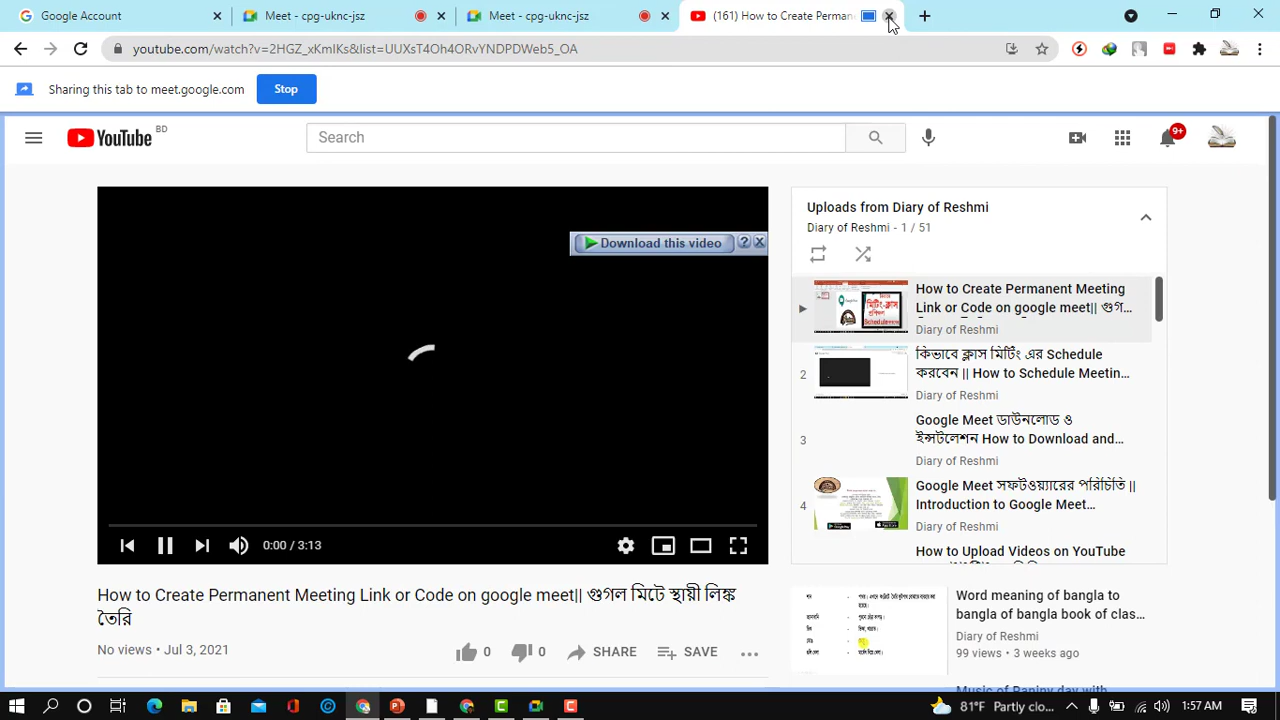 Google Account
Meet - cpg-uknc-jsz
Meet - cpg-uknc-jsz
(161) How to Create Perman
youtube.com/watch?v=2HGZ_xKmIKs&list=UUXsT4Oh4ORvYNDPDWeb5_OA
Sharing this tab to meet.google.com
Stop
YouTube BD
Search
9+
Download this video
?
Uploads from Diary of Reshmi
Diary of Reshmi - 1 / 51
How to Create Permanent Meeting
Link or Code on google meet|| গুগ...
Diary of Reshmi
2
কিভাবে ক্লাস মিটিং এর Schedule
করবেন || How to Schedule Meetin...
Diary of Reshmi
3
Google Meet ডাউনলোড ও
ইন্সটলেশন How to Download and...
Diary of Reshmi
4
Google Meet সফটওয়্যারের পরিচিতি ||
Introduction to Google Meet...
Diary of Reshmi
How to Upload Videos on YouTube
0:00 / 3:13
How to Create Permanent Meeting Link or Code on google meet|| গুগল মিটে স্থায়ী লিঙ্ক
তৈরি
No views • Jul 3, 2021
0
0
SHARE
SAVE
Word meaning of bangla to
bangla of bangla book of clas...
Diary of Reshmi
99 views • 3 weeks ago
Music of Panipy day with
81°F Partly clo...
1:57 AM